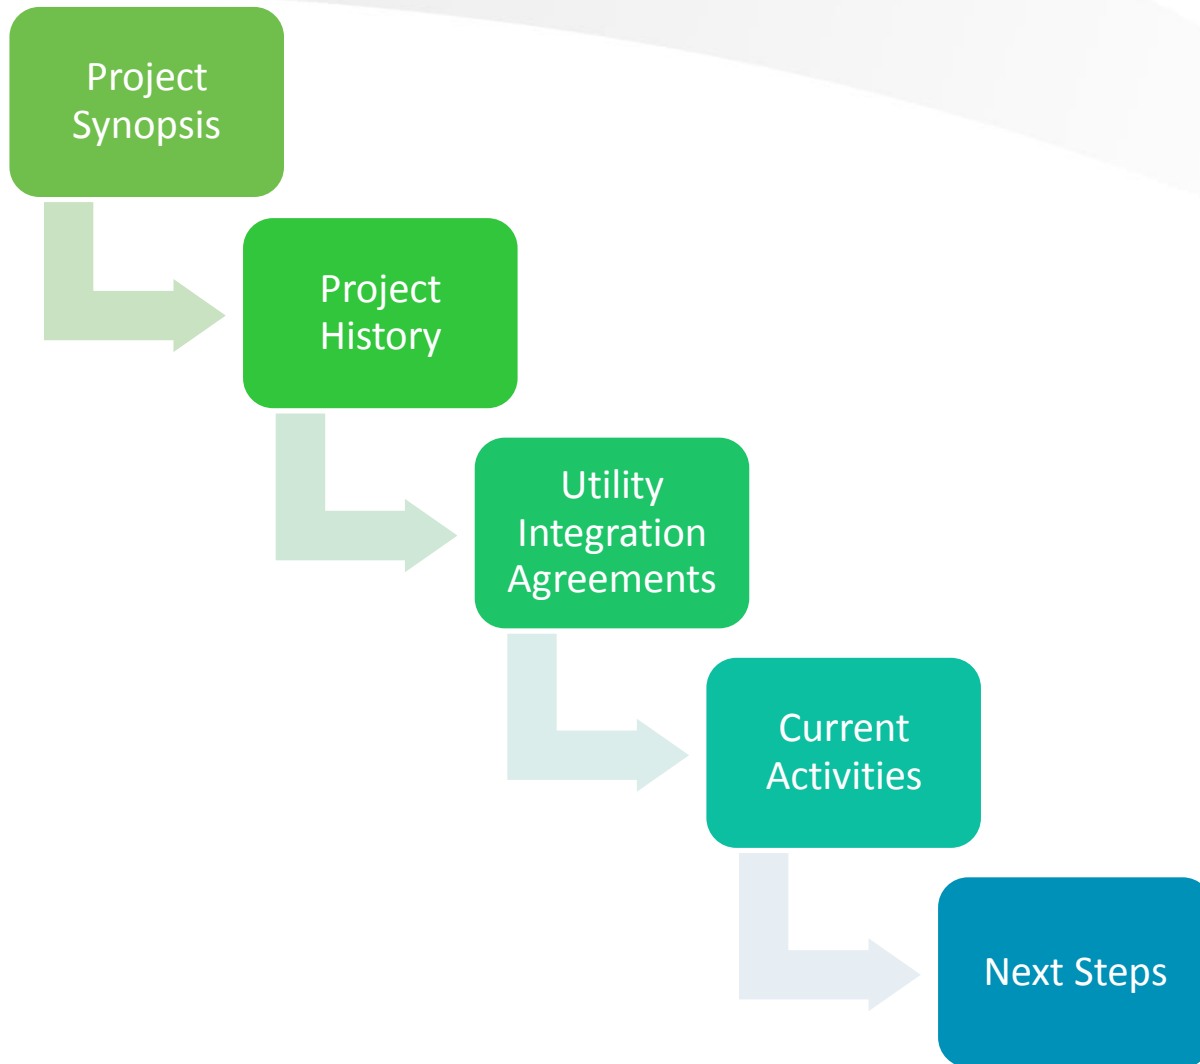 Project
Synopsis
Project
History
Utility
Integration
Agreements
Current
Activities
Next Steps